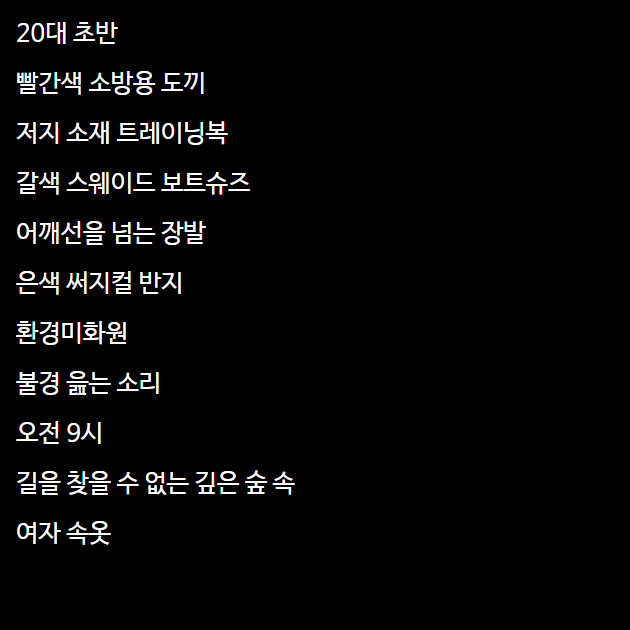 20대 초반
빨간색 소방용 도끼
저지 소재 트레이닝복
갈색 스웨이드 보트슈즈
어깨선을 넘는 장발
은색 써지컬 반지
환경미화원
불경 읊는 소리
오전 9시
길을 찾을 수 없는 깊은 숲 속
여자 속옷